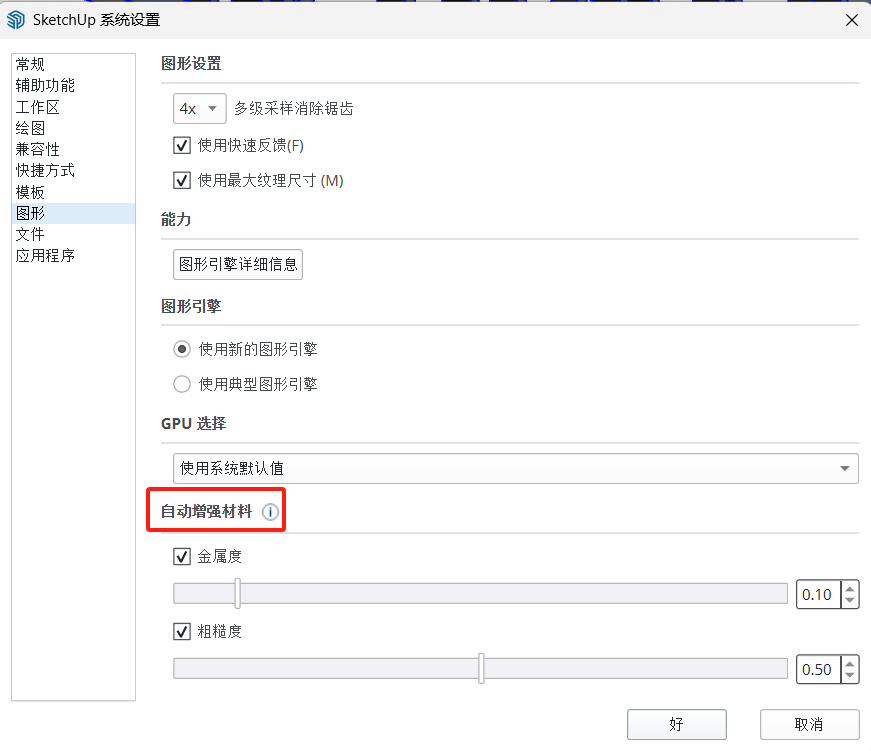 SketchUp 系统设置
常规
辅助功能
工作区
绘图
兼容性
快捷方式
模板
图形
文件
应用程序
图形设置
4x 多级采样消除锯齿
使用快速反馈(F)
使用最大纹理尺寸 (M)
能力
图形引擎详细信息
图形引擎
使用新的图形引擎
使用典型图形引擎
GPU 选择
使用系统默认值
自动增强材料
金属度
0.10
粗糙度
0.50
好 取消